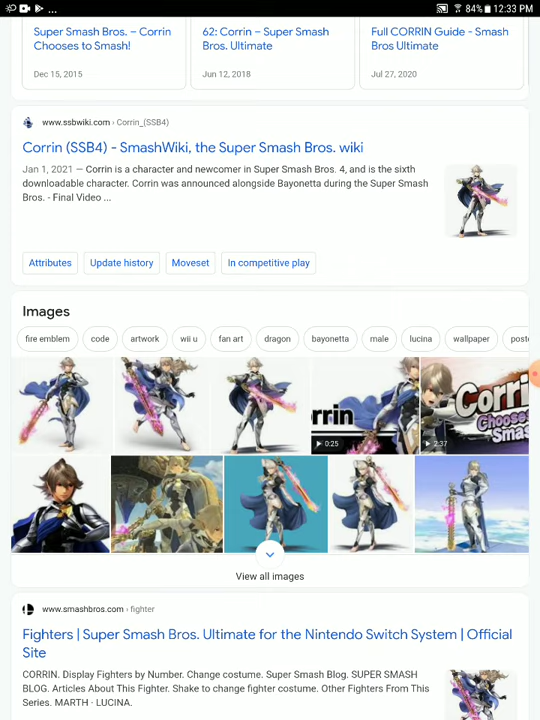 ... 84% 12:33 PM
Super Smash Bros. – Corrin Chooses to Smash!
Dec 15, 2015
62: Corrin – Super Smash Bros. Ultimate
Jun 12, 2018
Full CORRIN Guide - Smash Bros Ultimate
Jul 27, 2020
www.ssbwiki.com › Corrin_(SSB4)
Corrin (SSB4) - SmashWiki, the Super Smash Bros. wiki
Jan 1, 2021 — Corrin is a character and newcomer in Super Smash Bros. 4, and is the sixth
downloadable character. Corrin was announced alongside Bayonetta during the Super Smash
Bros. - Final Video ...
Attributes Update history Moveset In competitive play
Images
fire emblem code artwork wii u fan art dragon bayonetta male lucina wallpaper poste
rrin
0:25
Corri
Chooses
Smas
2:37
View all images
www.smashbros.com › fighter
Fighters | Super Smash Bros. Ultimate for the Nintendo Switch System | Official
Site
CORRIN. Display Fighters by Number. Change costume. Super Smash Blog. SUPER SMASH
BLOG. Articles About This Fighter. Shake to change fighter costume. Other Fighters From This
Series. MARTH · LUCINA.